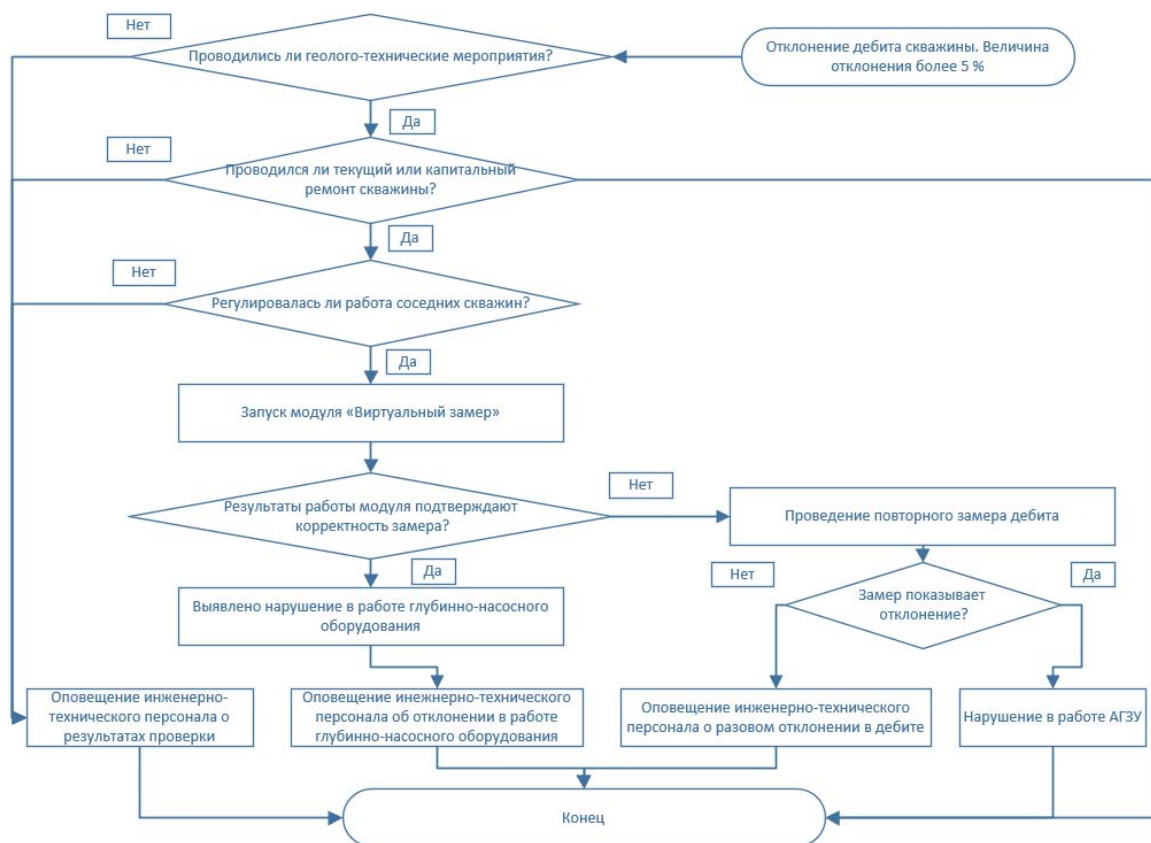 Нет
Проводились ли геолого-технические
мероприятия?
Отклонение дебита скважины. Величина
отклонения более 5 %
Да
Нет
Проводился ли текущий или капитальный
ремонт скважины?
Да
Нет
Регулировалась ли работа соседних скважин?
Да
Запуск модуля «Виртуальный замер»
Результаты работы модуля подтверждают
корректность замера?
Нет
Проведение повторного замера дебита
Да
Выявлено нарушение в работе глубинно-насосного
оборудования
Нет
Замер показывает
отклонение?
Да
Оповещение инженерно-
технического персонала о
результатах проверки
Оповещение инежнерно-технического
персонала об отклонении в работе
глубинно-насосного оборудования
Оповещение инженерно-технического
персонала о разовом отклонении в дебите
Нарушение в работе АГЗУ
Конец